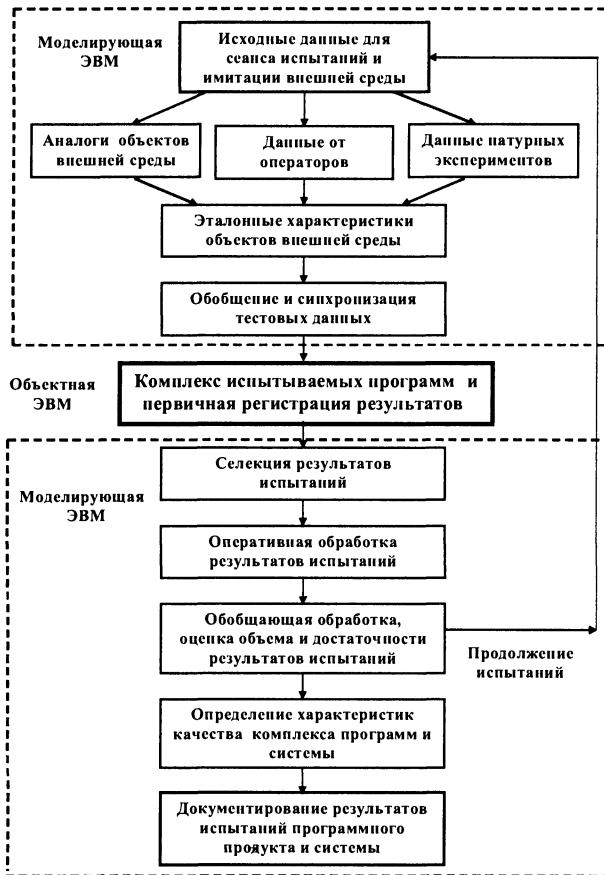 Моделирующая
ЭВМ
Исходные данные для
сеанса испытаний и
имитации внешней среды
Аналоги объектов
внешней среды
Данные от
операторов
Данные натурных
экспериментов
Эталонные характеристики
объектов внешней среды
Обобщение и синхронизация
тестовых данных
Объектная
ЭВМ
Комплекс испытываемых программ и
первичная регистрация результатов
Моделирующая
ЭВМ
Селекция результатов
испытаний
Оперативная обработка
результатов испытаний
Обобщающая обработка,
оценка объема и достаточности
результатов испытаний
Продолжение
испытаний
Определение характеристик
качества комплекса программ и
системы
Документирование результатов
испытаний программного
продукта и системы